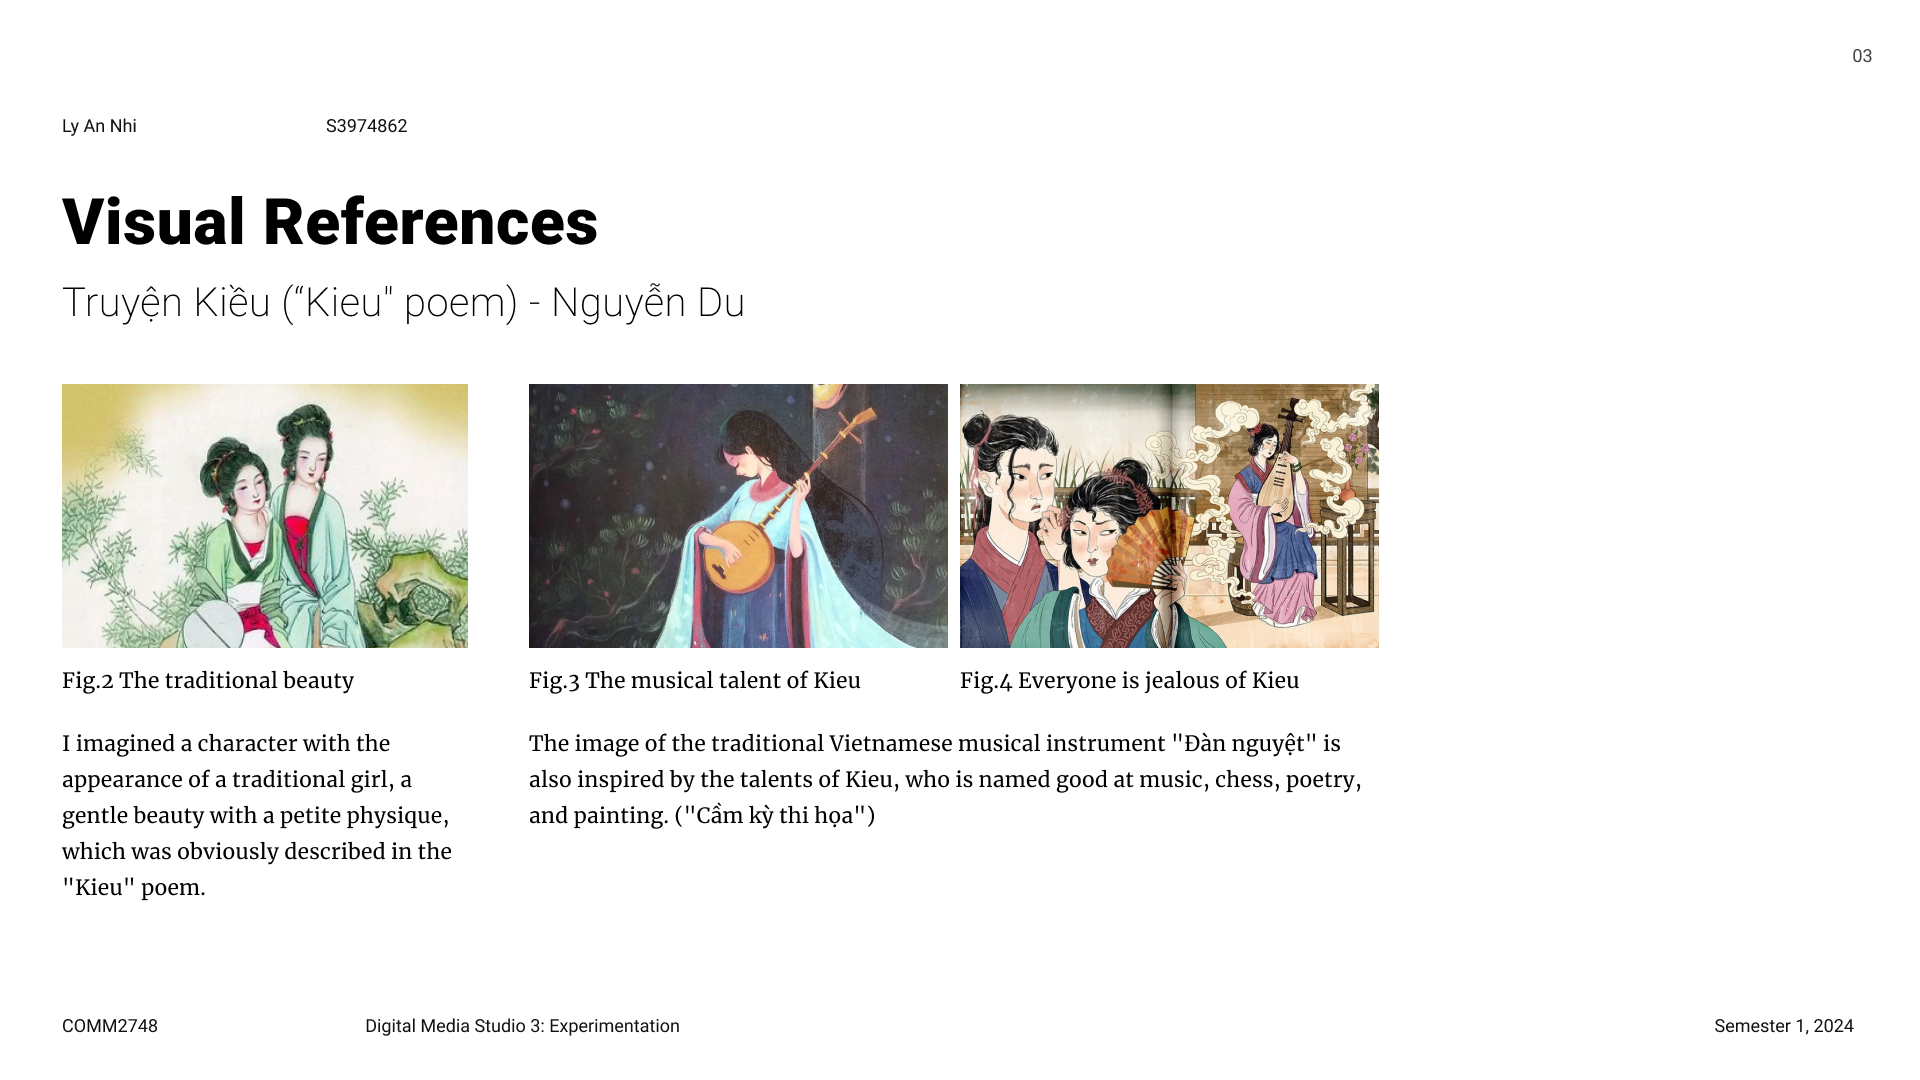 03
Ly An Nhi
S3974862
Visual References
Truyện Kiều (“Kieu" poem) - Nguyễn Du
Fig.2 The traditional beauty
I imagined a character with the
appearance of a traditional girl, a
gentle beauty with a petite physique,
which was obviously described in the
"Kieu" poem.
Fig.3 The musical talent of Kieu
Fig.4 Everyone is jealous of Kieu
The image of the traditional Vietnamese musical instrument "Đàn nguyệt" is
also inspired by the talents of Kieu, who is named good at music, chess, poetry,
and painting. ("Cầm kỳ thi họa")
COMM2748
Digital Media Studio 3: Experimentation
Semester 1, 2024